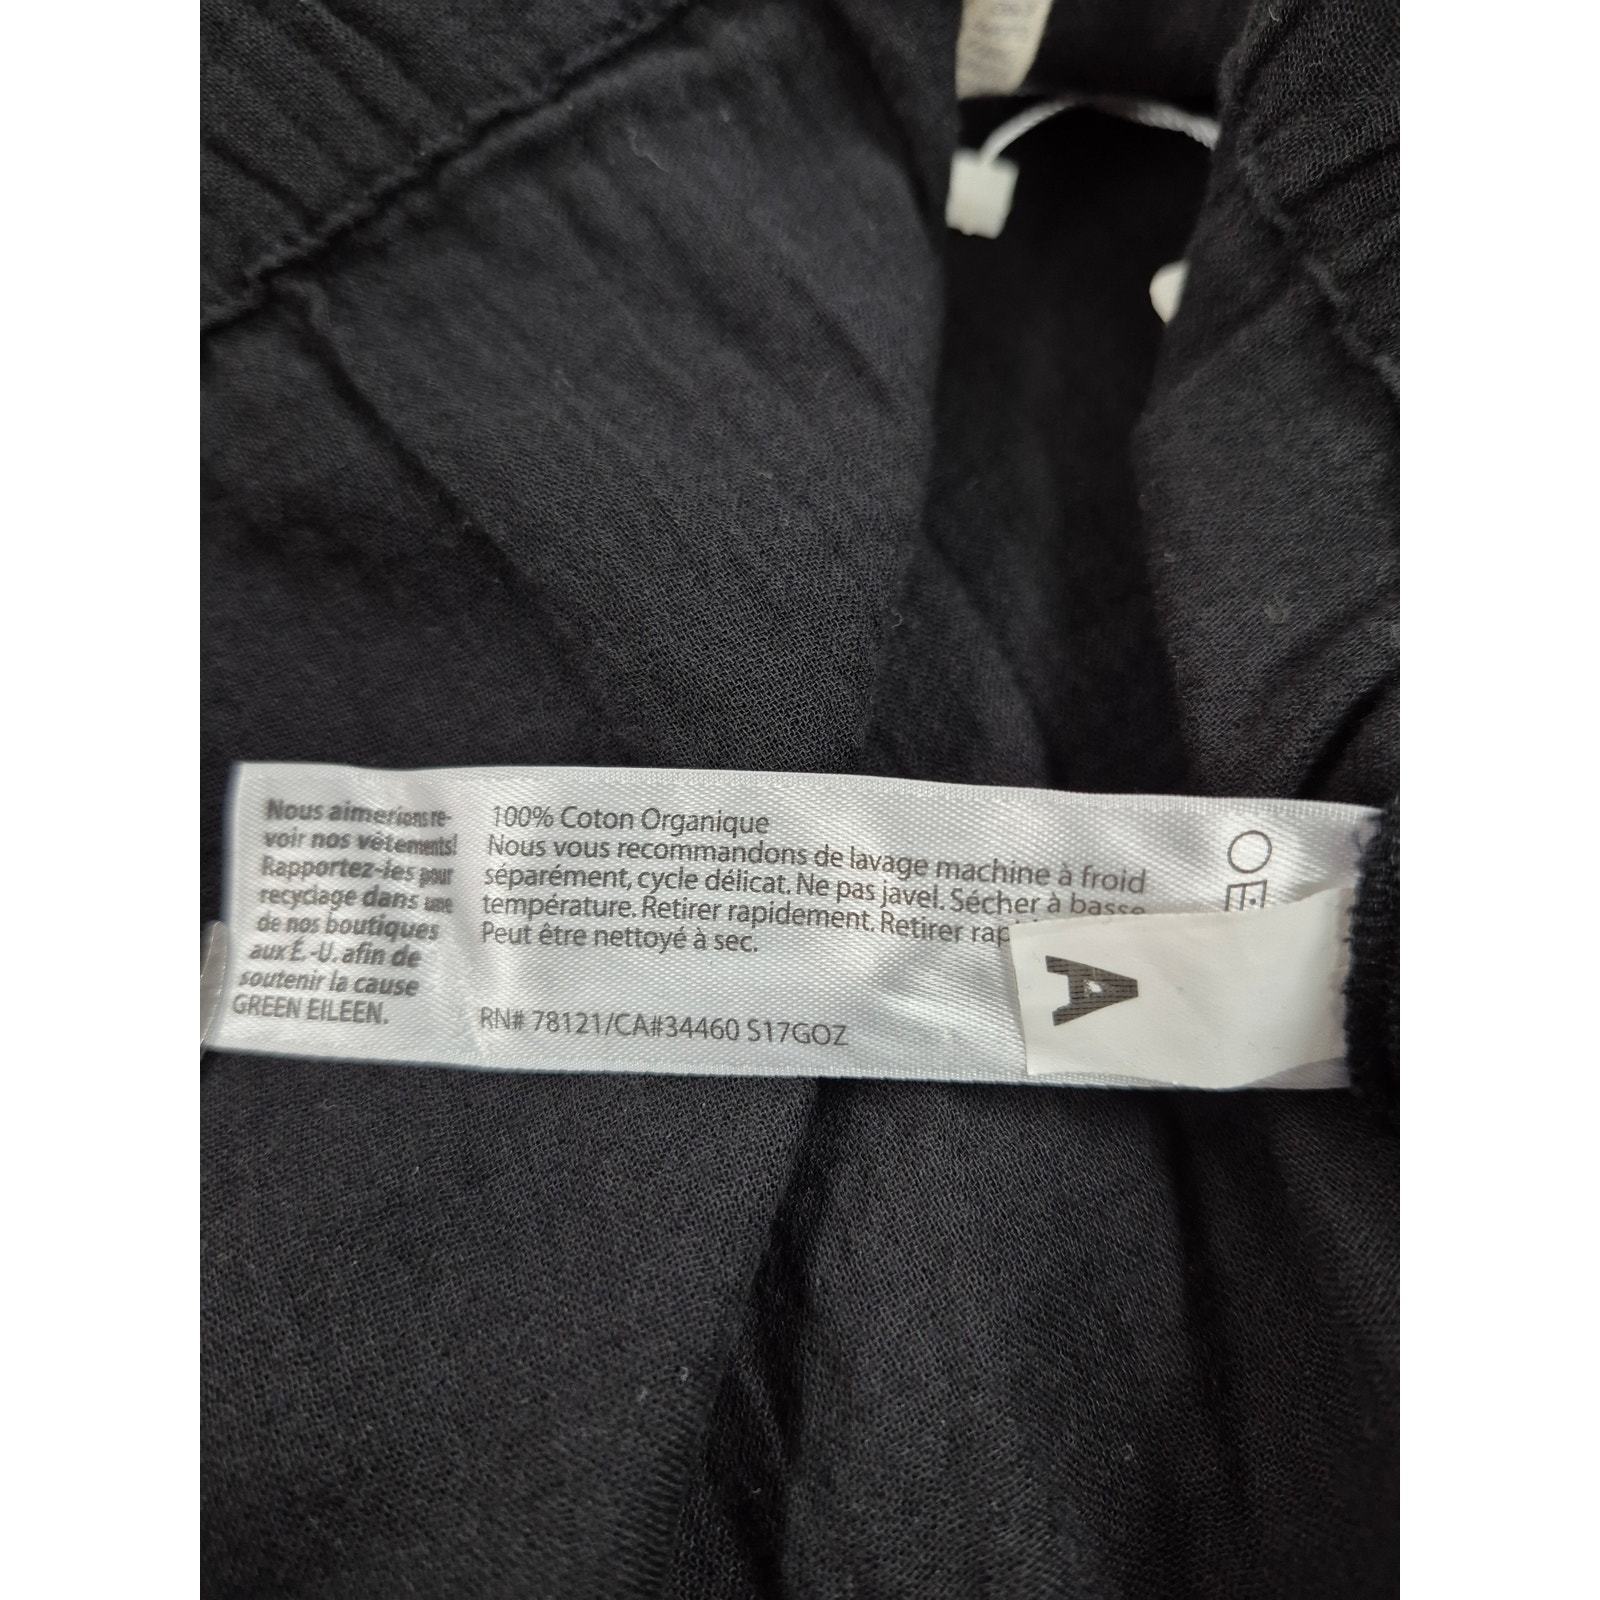 Nous aimerions re-
voir nos vêtements!
Rapportez-les pour
recyclage dans une
de nos boutiques
aux É.-U. afin de
soutenir la cause
GREEN EILEEN.
100% Coton Organique
Nous vous recommandons de lavage machine à froid
séparément, cycle délicat. Ne pas javel. Sécher à basse
température. Retirer rapidement. Retirer
Peut être nettoyé à sec.
RN# 78121/CA#34460 S17GOZ
A